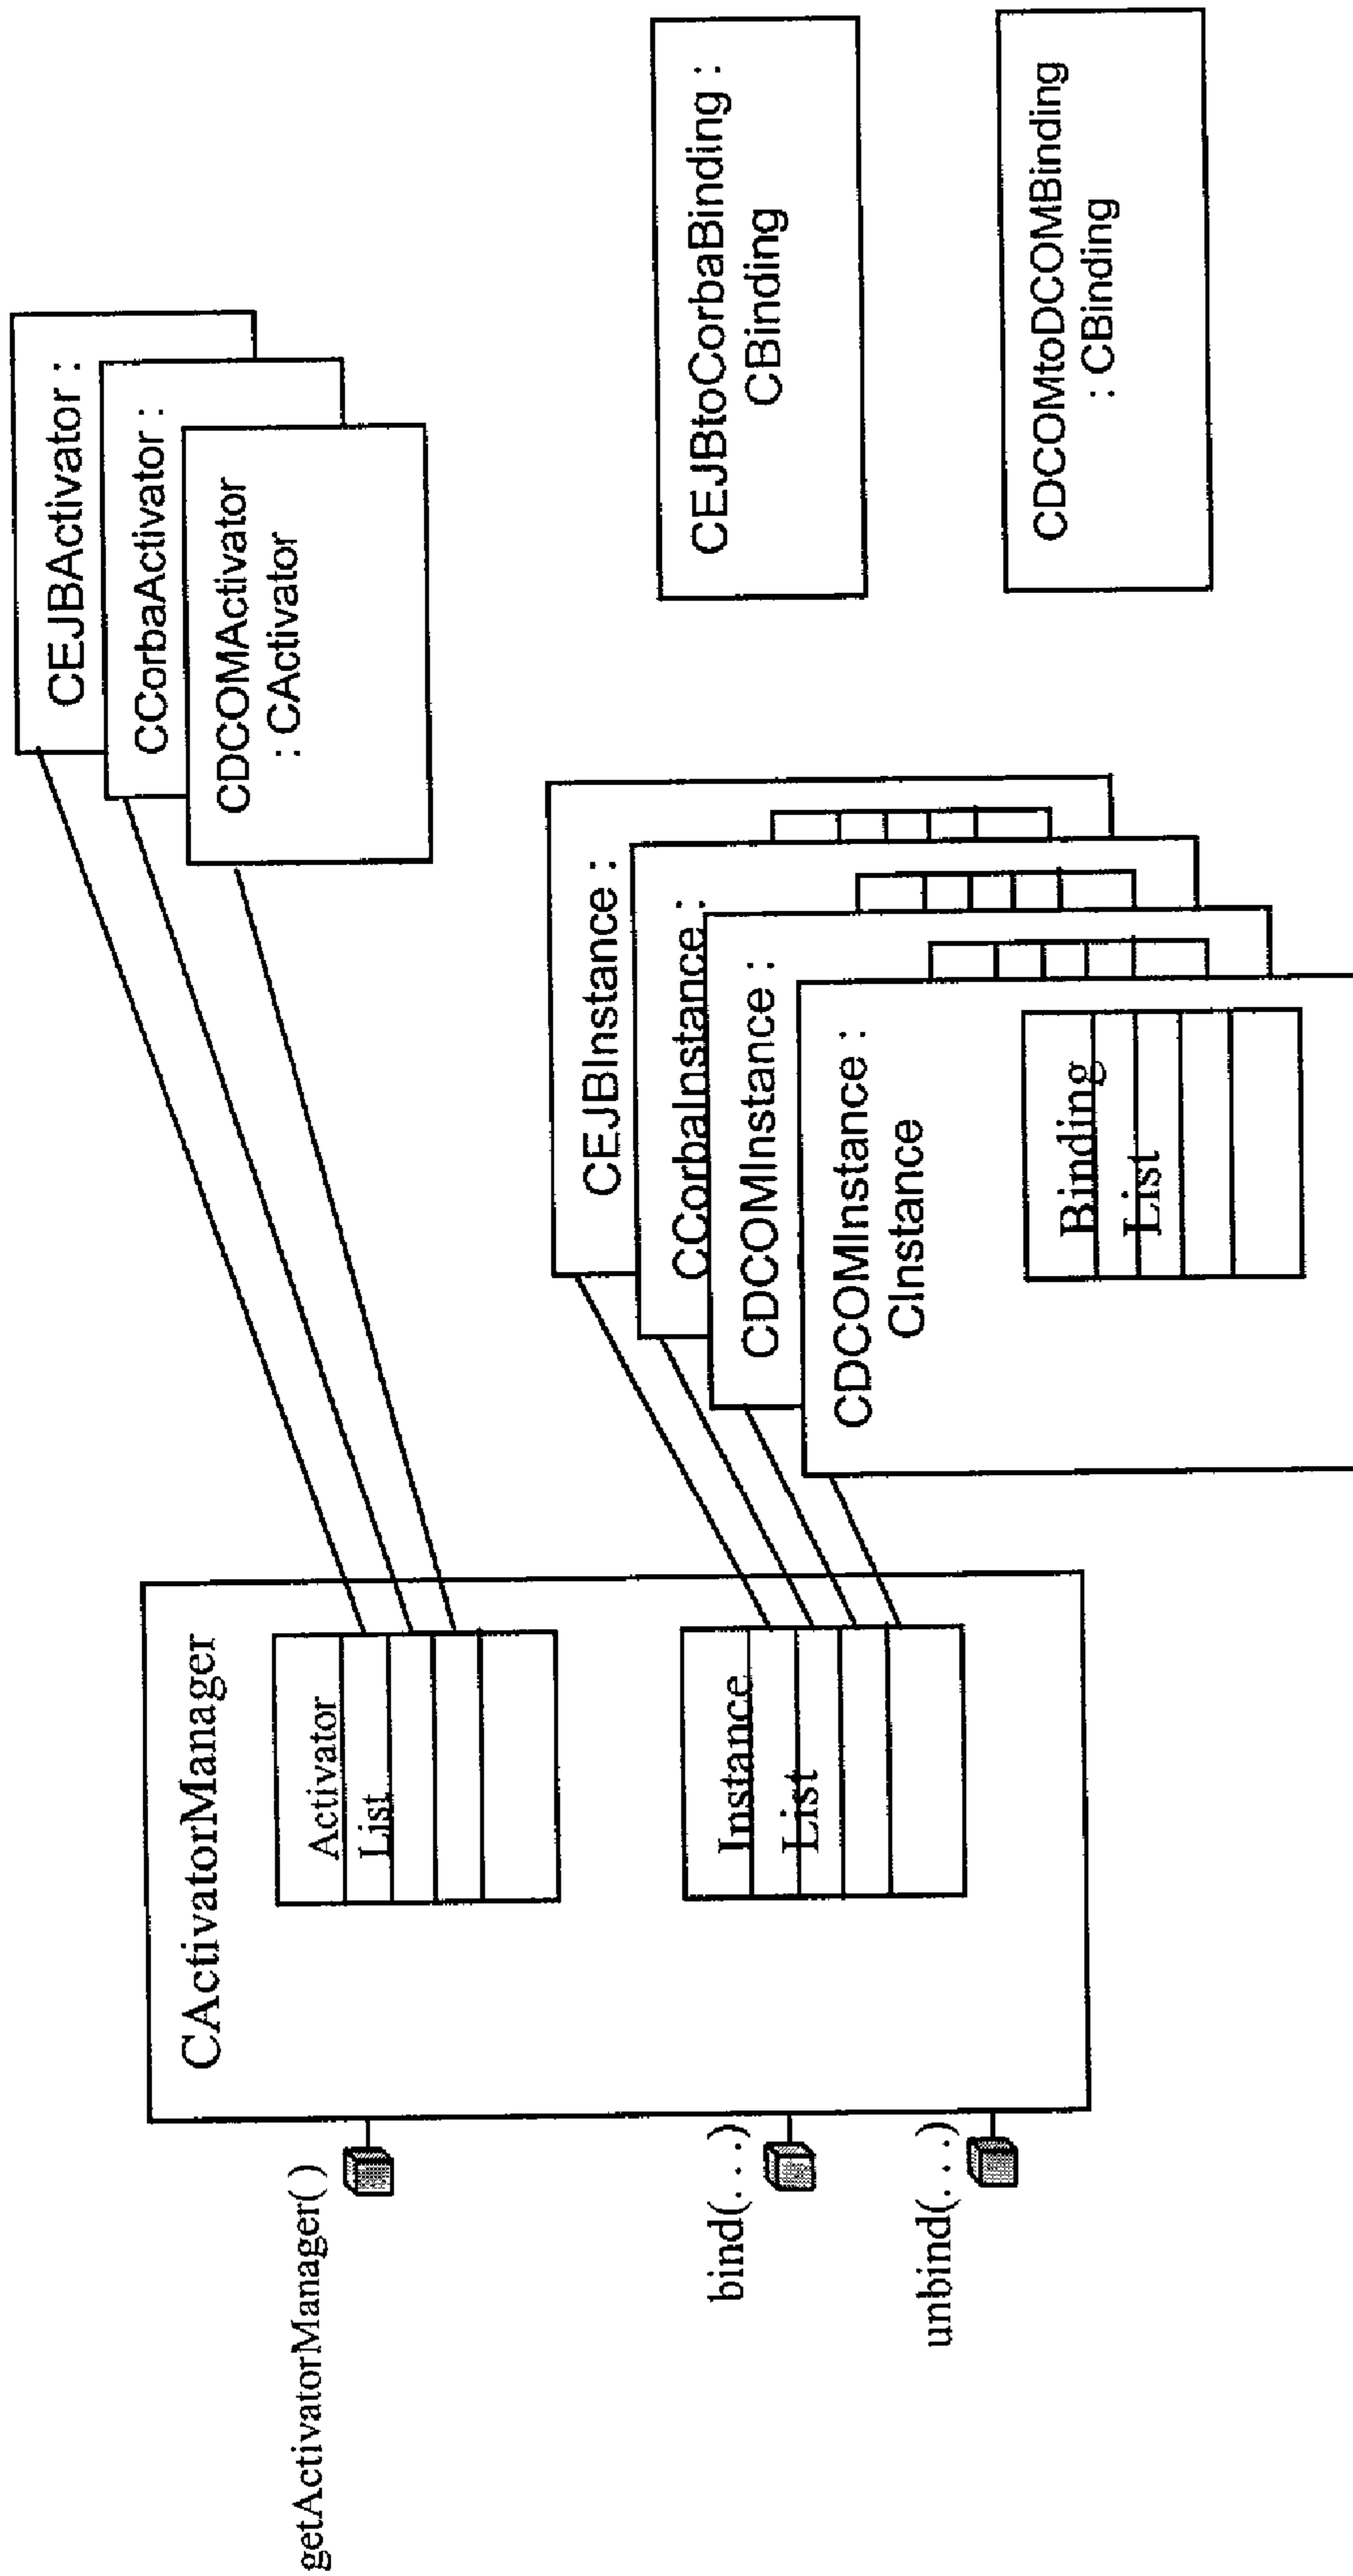 getActivatorManager( )
bind(. . .)
unbind(. . .)
CActivatorManager
Activator
List
Instance
List
CEJBActivator :
CCorbaActivator :
CDCOMActivator
: CActivator
CEJBInstance :
CCorbaInstance :
CDCOMInstance :
CDCOMInstance :
CInstance
Binding
List
CEJBtoCorbaBinding :
CBinding
CDCOMtoDCOMBinding
: CBinding